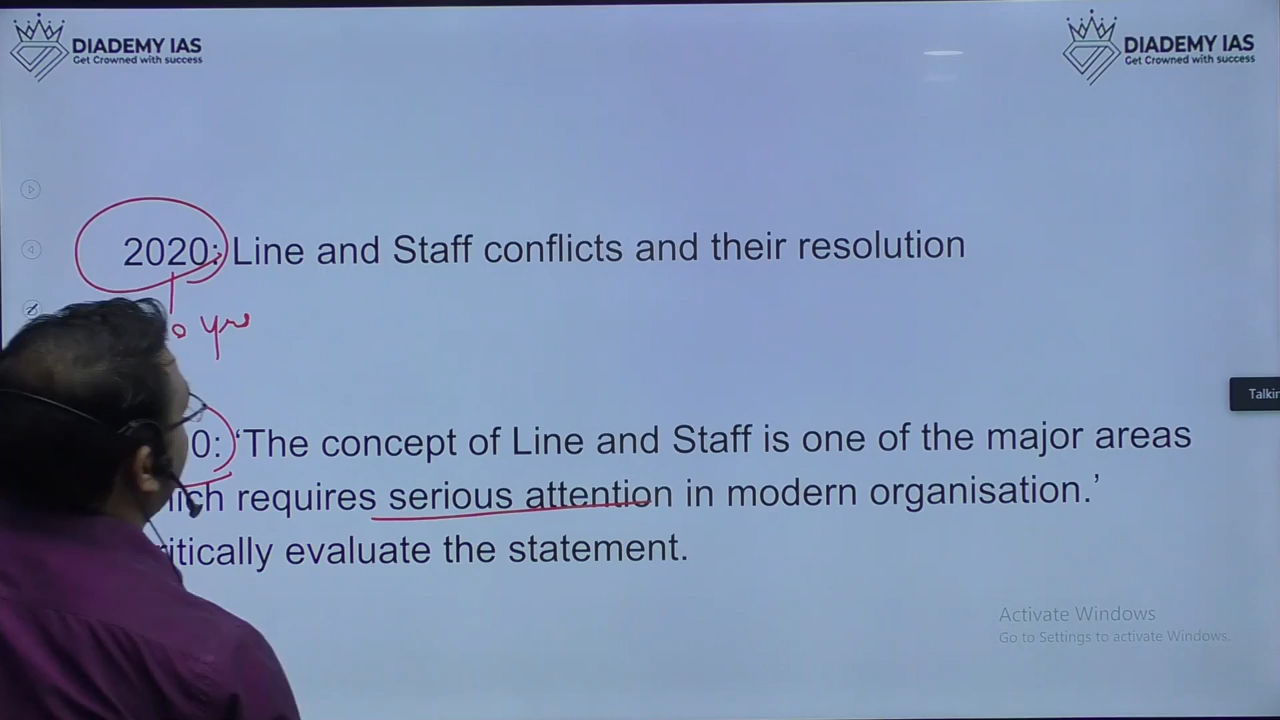 DIADEMY IAS
Get Crowned with success
DIADEMY IAS
Get Crowned with success
2020: Line and Staff conflicts and their resolution
yrs
0: ‘The concept of Line and Staff is one of the major areas
requires serious attention in modern organisation.’
evaluate the statement.
Activate Windows
Go to Settings to activate Windows.